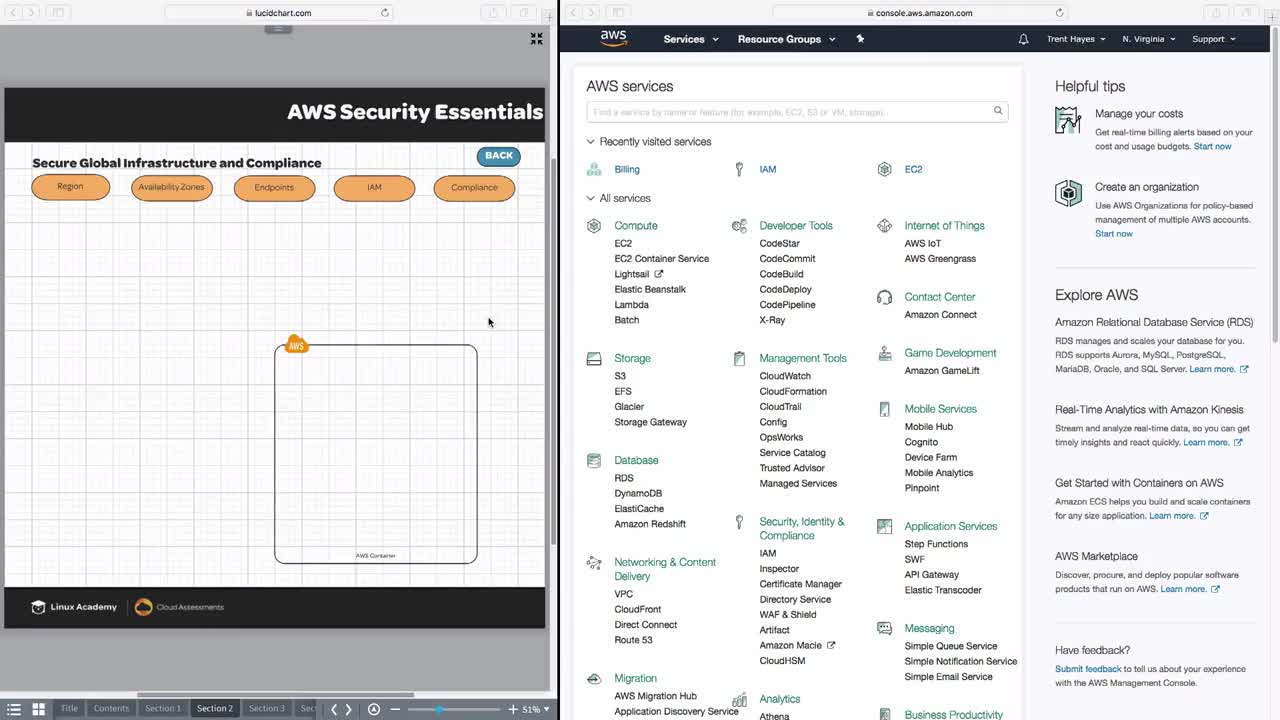 lucidchart.com
AWS Security Essentials
BACK
Secure Global Infrastructure and Compliance
Region
Availability Zones
Endpoints
IAM
Compliance
AWS
AWS Container
Linux Academy
Cloud Assessments
Title
Contents
Section 1
Section 2
Section 3
Sec
51%
console.aws.amazon.com
aws
Services
Resource Groups
Trent Hayes
N. Virginia
Support
AWS services
Find a service by name or feature (for example, EC2, S3 or VM, storage).
Recently visited services
Billing
IAM
EC2
All services
Compute
EC2
EC2 Container Service
Lightsail
Elastic Beanstalk
Lambda
Batch
Storage
S3
EFS
Glacier
Storage Gateway
Database
RDS
DynamoDB
ElastiCache
Amazon Redshift
Networking & Content
Delivery
VPC
CloudFront
Direct Connect
Route 53
Migration
AWS Migration Hub
Application Discovery Service
Developer Tools
CodeStar
CodeCommit
CodeBuild
CodeDeploy
CodePipeline
X-Ray
Management Tools
CloudWatch
CloudFormation
CloudTrail
Config
OpsWorks
Service Catalog
Trusted Advisor
Managed Services
Security, Identity &
Compliance
IAM
Inspector
Certificate Manager
Directory Service
WAF & Shield
Artifact
Amazon Macie
CloudHSM
Analytics
Athena
Internet of Things
AWS IoT
AWS Greengrass
Contact Center
Amazon Connect
Game Development
Amazon GameLift
Mobile Services
Mobile Hub
Cognito
Device Farm
Mobile Analytics
Pinpoint
Application Services
Step Functions
SWF
API Gateway
Elastic Transcoder
Messaging
Simple Queue Service
Simple Notification Service
Simple Email Service
Business Productivity
Helpful tips
Manage your costs
Get real-time billing alerts based on your
cost and usage budgets. Start now
Create an organization
Use AWS Organizations for policy-based
management of multiple AWS accounts.
Start now
Explore AWS
Amazon Relational Database Service (RDS)
RDS manages and scales your database for you.
RDS supports Aurora, MySQL, PostgreSQL,
MariaDB, Oracle, and SQL Server. Learn more.
Real-Time Analytics with Amazon Kinesis
Stream and analyze real-time data, so you can get
timely insights and react quickly. Learn more.
Get Started with Containers on AWS
Amazon ECS helps you build and scale containers
for any size application. Learn more.
AWS Marketplace
Discover, procure, and deploy popular software
products that run on AWS. Learn more.
Have feedback?
Submit feedback to tell us about your experience
with the AWS Management Console.